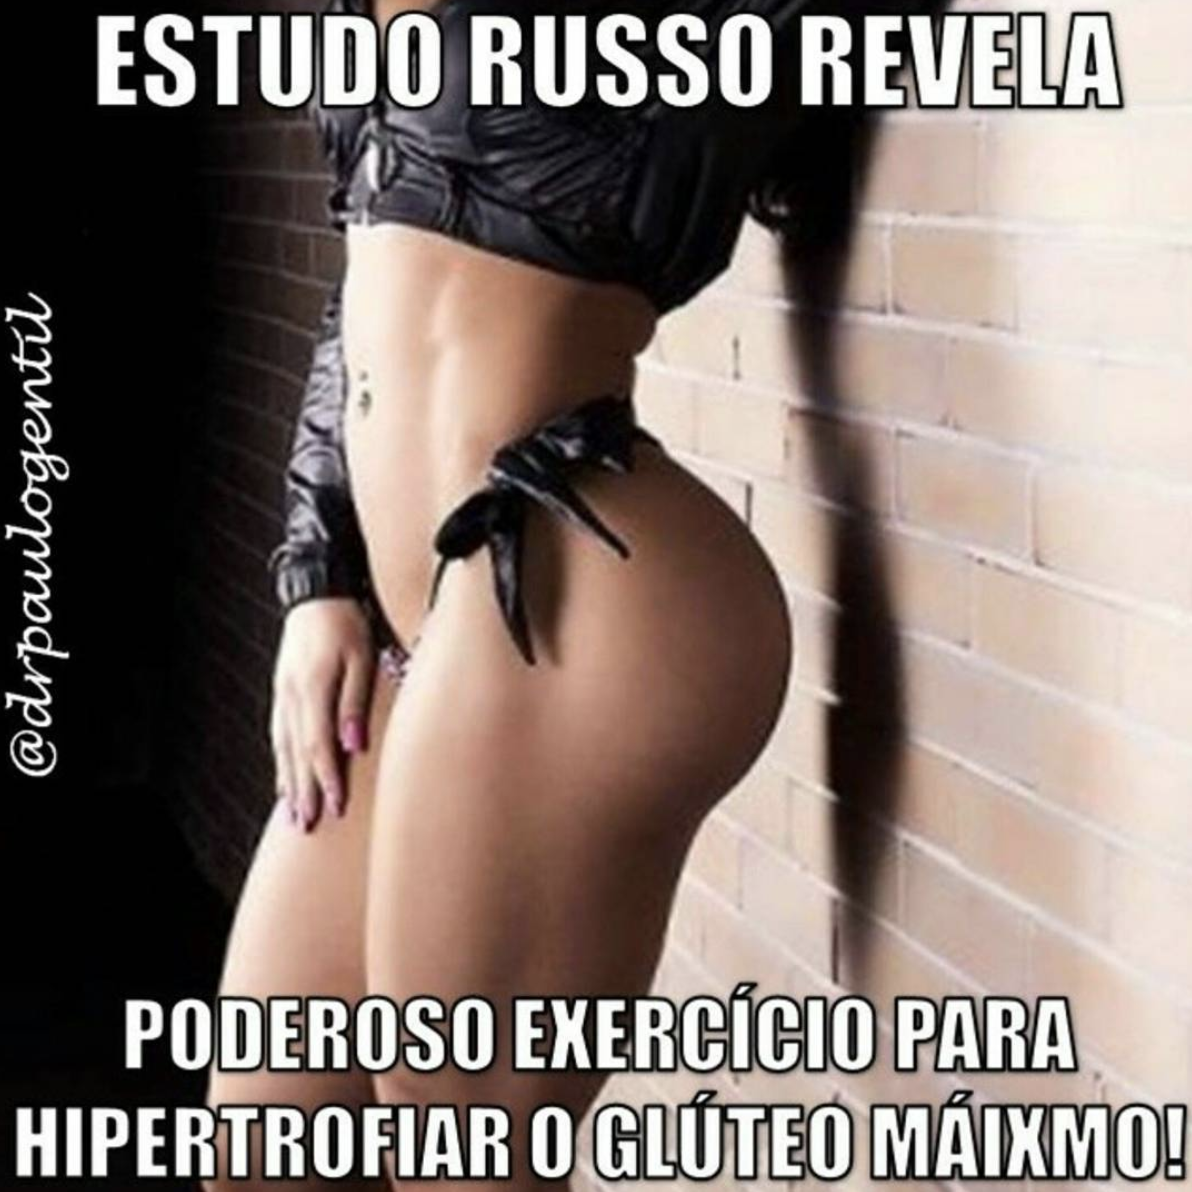 ESTUDO RUSSO REVELA
@drpaulogentil
PODEROSO EXERCÍCIO PARA
HIPERTROFIAR O GLÚTEO MÁIXMO!